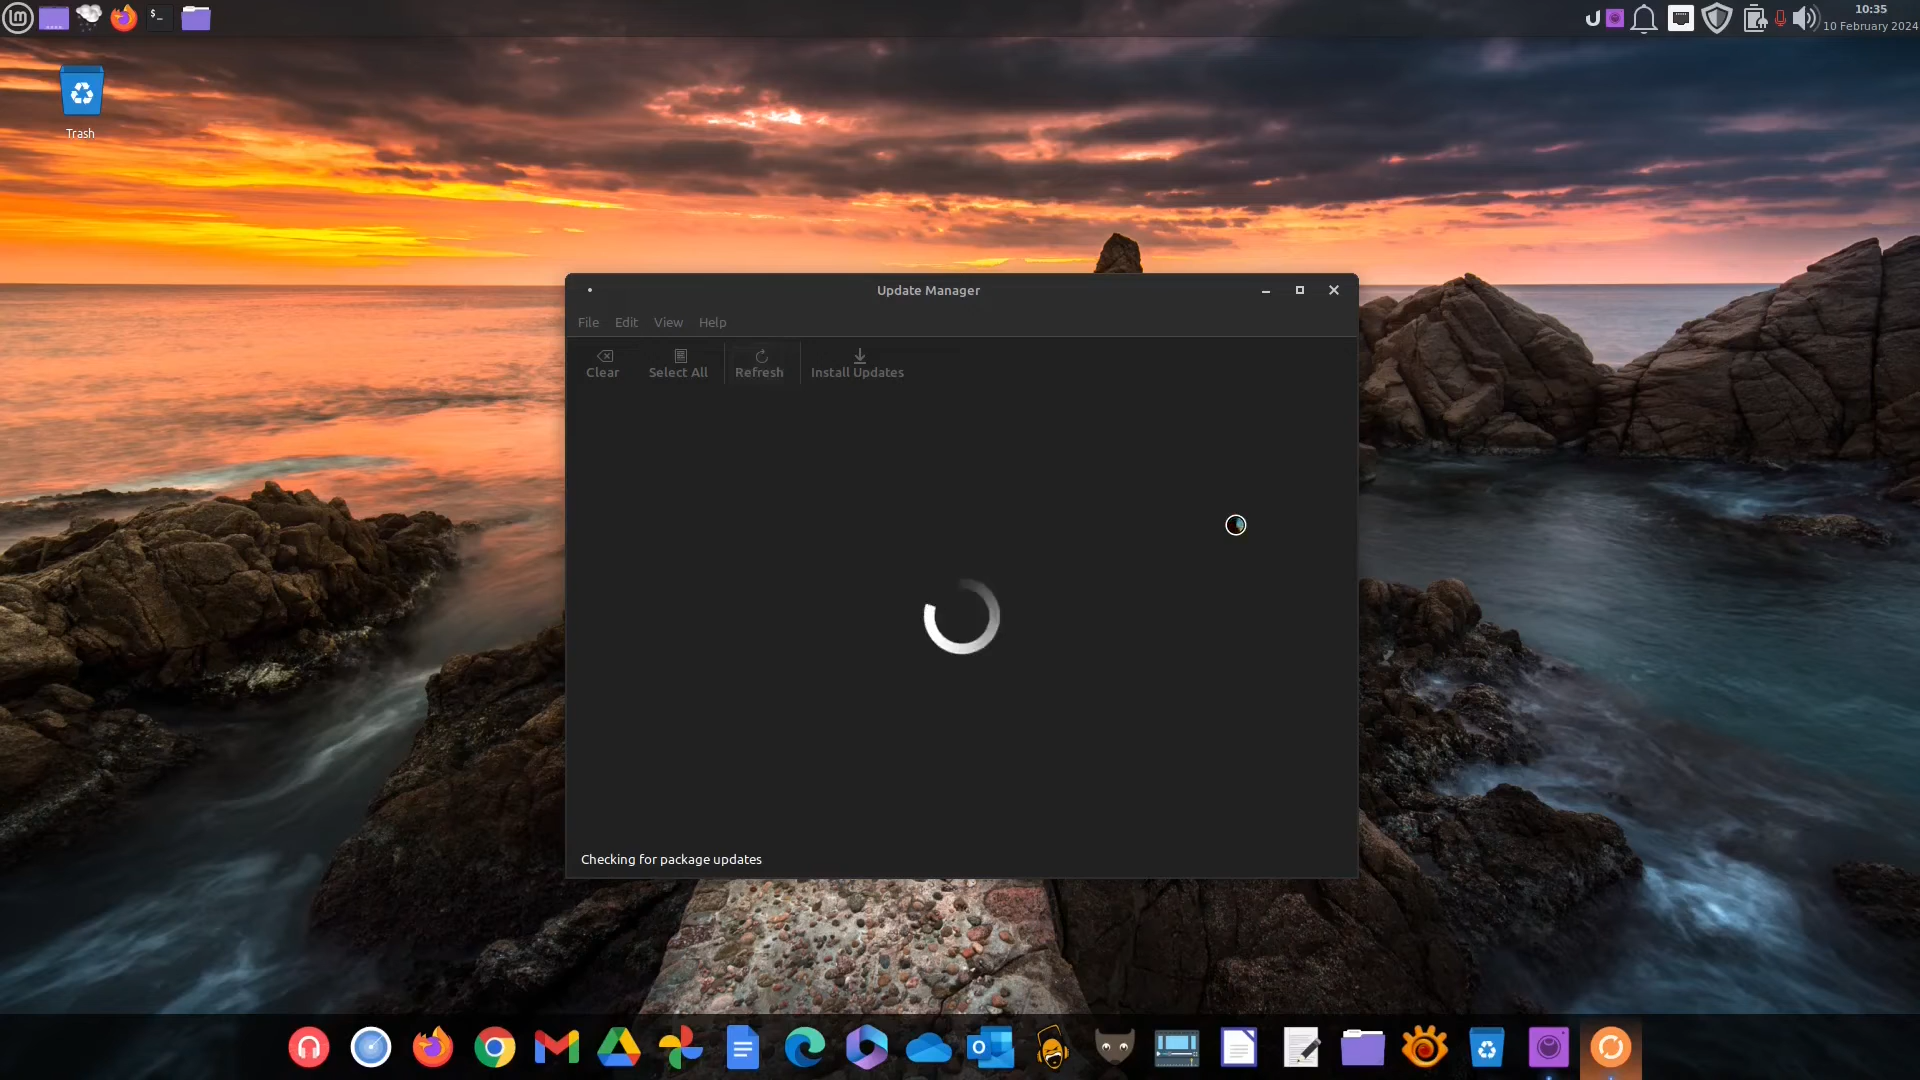 10:35
10 February 2024
Trash
Update Manager
File Edit View Help
Clear Select All Refresh Install Updates
Checking for package updates